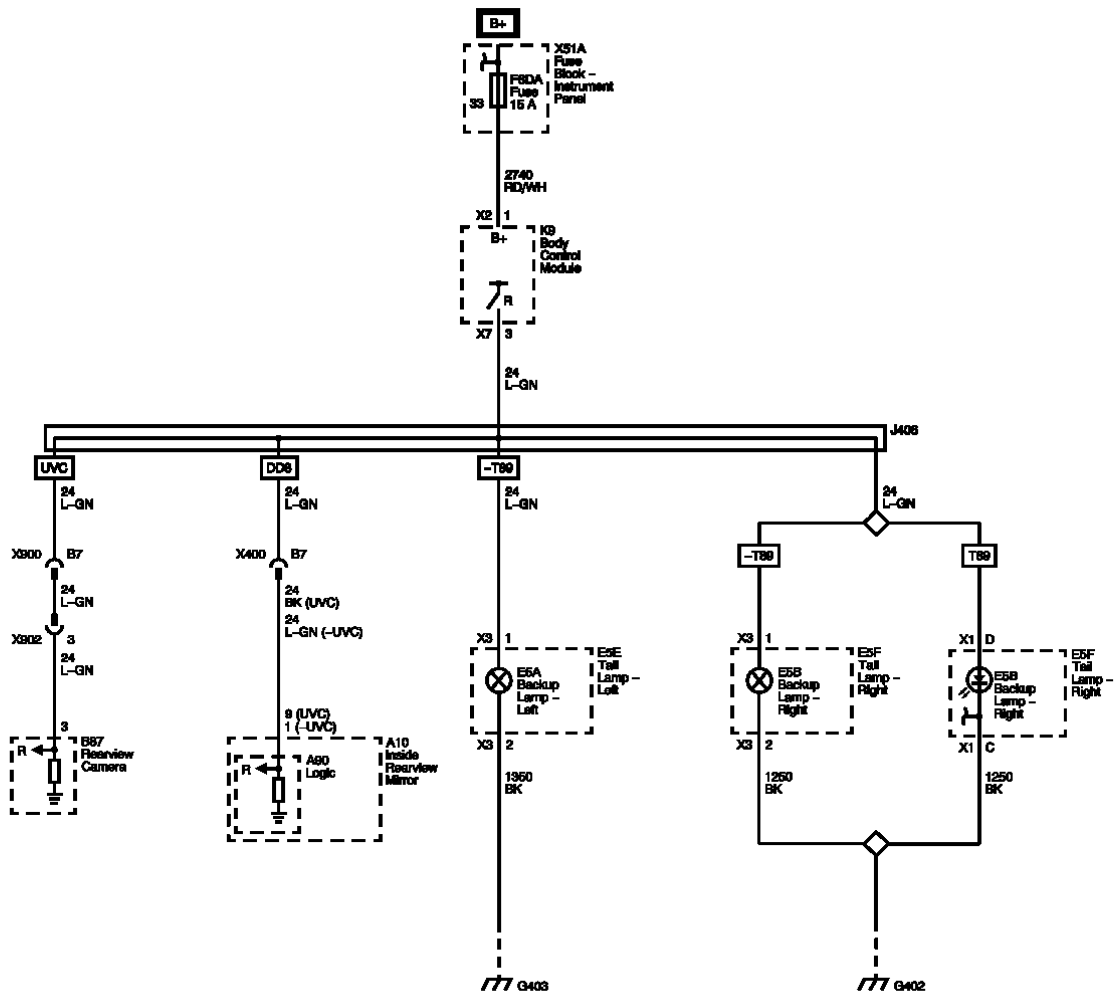 B+
X51A
Fuse
Block –
Instrument
Panel
F6DA
Fuse
15 A
33
2740
RD/WH
X2 1
B+
K9
Body
Control
Module
R
X7 3
24
L–GN
J406
UVC
DD8
–T89
24
L–GN
24
L–GN
24
L–GN
24
L–GN
–T89
T89
X900 B7
X400 B7
24
L–GN
24
BK (UVC)
24
L–GN (–UVC)
X902 3
24
L–GN
X3 1
E5E
Tail
Lamp –
Left
E5A
Backup
Lamp –
Left
X3 1
E5F
Tail
Lamp –
Right
E5B
Backup
Lamp –
Right
X1 D
E5F
Tail
Lamp –
Right
E5B
Backup
Lamp –
Right
3
B87
Rearview
Camera
R
9 (UVC)
1 (–UVC)
A10
Inside
Rearview
Mirror
A90
Logic
R
X3 2
X3 2
X1 C
1350
BK
1250
BK
1250
BK
G403
G402